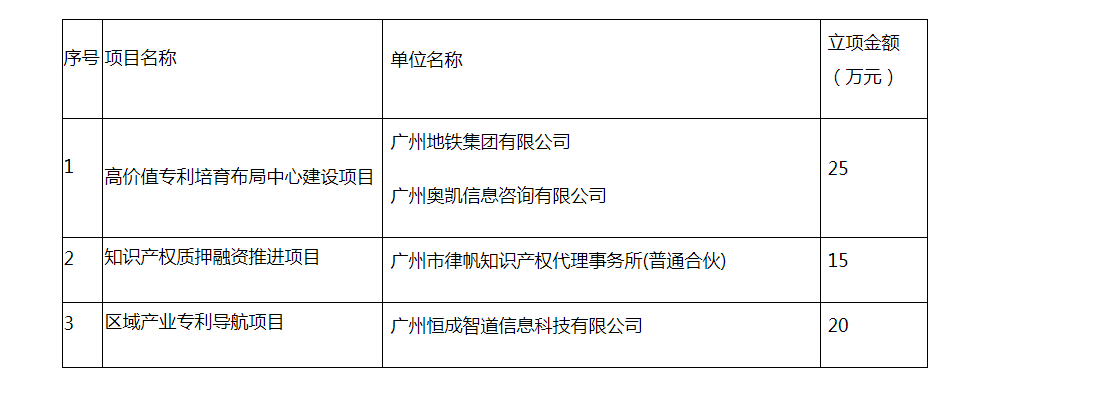 序号 项目名称 单位名称 立项金额
（万元）
1 高价值专利培育布局中心建设项目 广州地铁集团有限公司 25
广州奥凯信息咨询有限公司
2 知识产权质押融资推进项目 广州市律帆知识产权代理事务所(普通合伙) 15
3 区域产业专利导航项目 广州恒成智道信息科技有限公司 20